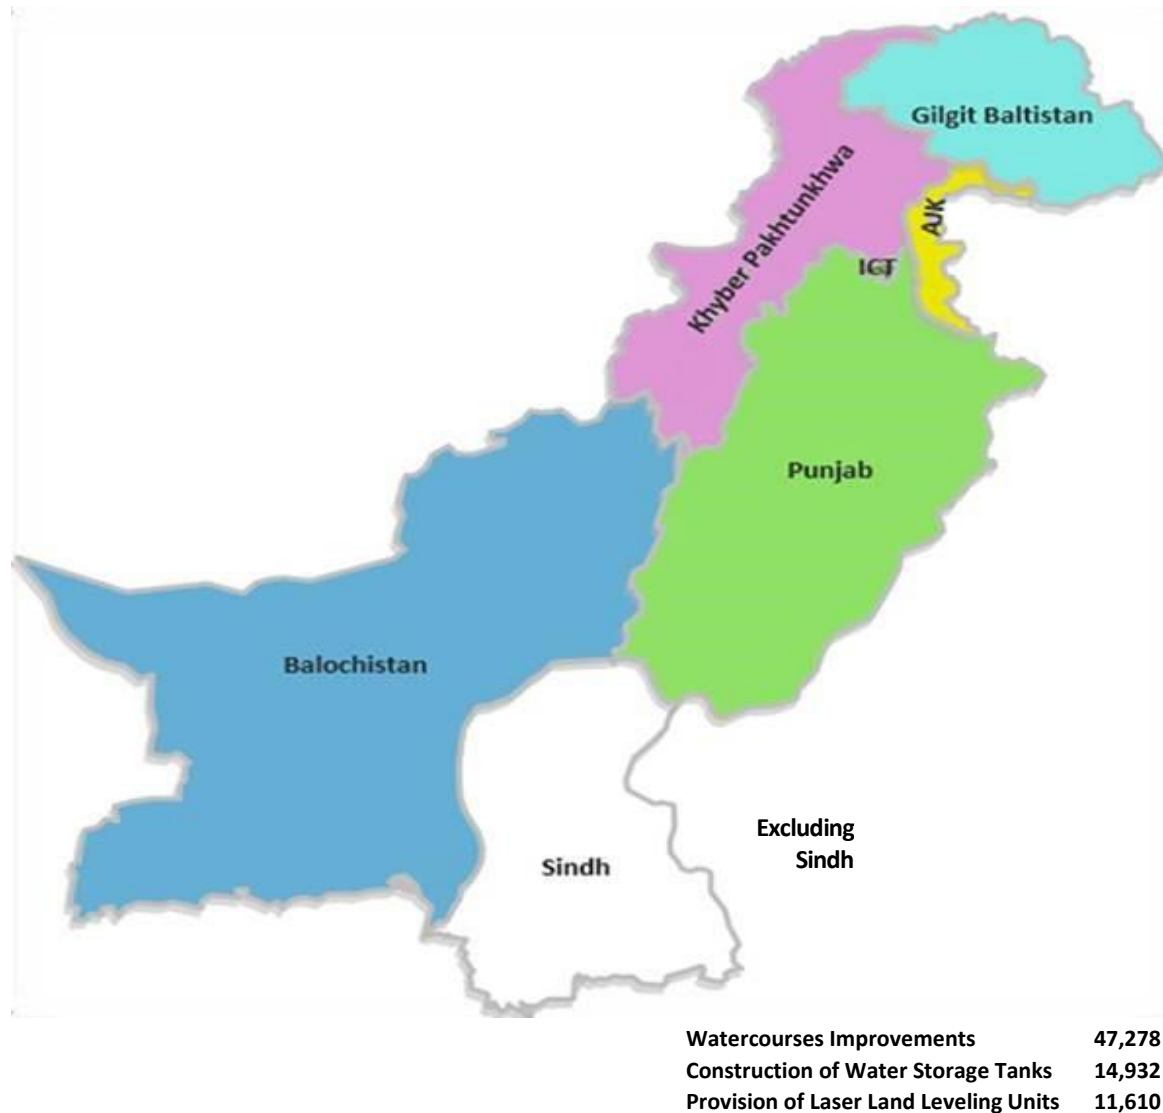 Gilgit Baltistan
Khyber Pakhtunkhwa
AJK
ICT
Punjab
Balochistan
Excluding
Sindh
Sindh
Watercourses Improvements 47,278
Construction of Water Storage Tanks 14,932
Provision of Laser Land Leveling Units 11,610